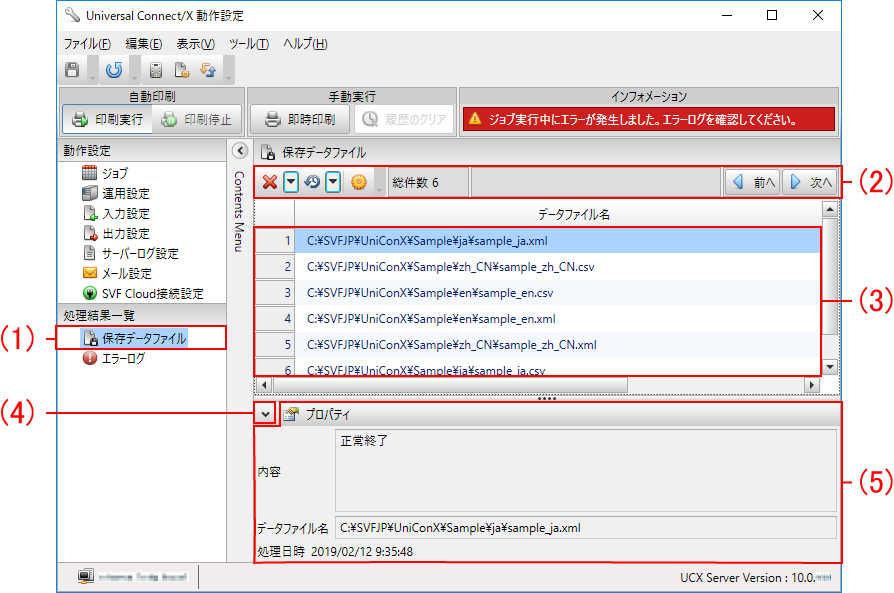 Universal Connect/X 動作設定
ファイル(F) 編集(E) 表示(V) ツール(T) ヘルプ(H)
自動印刷 手動実行 インフォメーション
印刷実行 印刷停止 即時印刷 履歴のクリア ジョブ実行中にエラーが発生しました。エラーログを確認してください。
動作設定
ジョブ
運用設定
入力設定
出力設定
サーバーログ設定
メール設定
SVF Cloud接続設定
処理結果一覧
(1) 保存データファイル
エラーログ
Contents Menu
保存データファイル
総件数 6 前へ 次へ (2)
データファイル名
1 C:¥SVFJP¥UniConX¥Sample¥ja¥sample_ja.xml
2 C:¥SVFJP¥UniConX¥Sample¥zh_CN¥sample_zh_CN.csv
3 C:¥SVFJP¥UniConX¥Sample¥en¥sample_en.csv (3)
4 C:¥SVFJP¥UniConX¥Sample¥en¥sample_en.xml
5 C:¥SVFJP¥UniConX¥Sample¥zh_CN¥sample_zh_CN.xml
6 C:¥SVFJP¥UniConX¥Sample¥ja¥sample_ja.csv
(4) プロパティ
正常終了
内容 (5)
データファイル名 C:¥SVFJP¥UniConX¥Sample¥ja¥sample_ja.xml
処理日時 2019/02/12 9:35:48
UCX Server Version : 10.0.